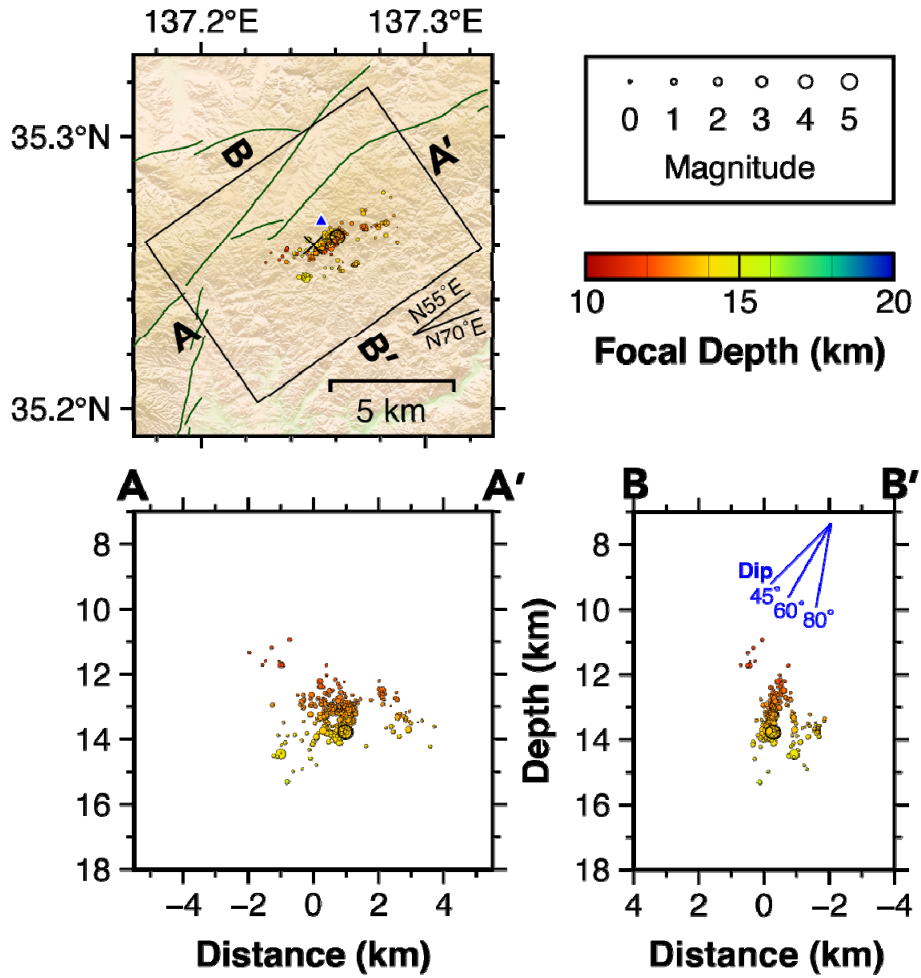 137.2°E 137.3°E
35.3°N
35.2°N
B
A'
A
B'
N55°E
N70°E
5 km
0 1 2 3 4 5
Magnitude
10 15 20
Focal Depth (km)
A A'
8
10
12
14
16
18
−4 −2 0 2 4
Distance (km)
Depth (km)
B B'
Dip
45°
60°
80°
8
10
12
14
16
18
4 2 0 −2 −4
Distance (km)